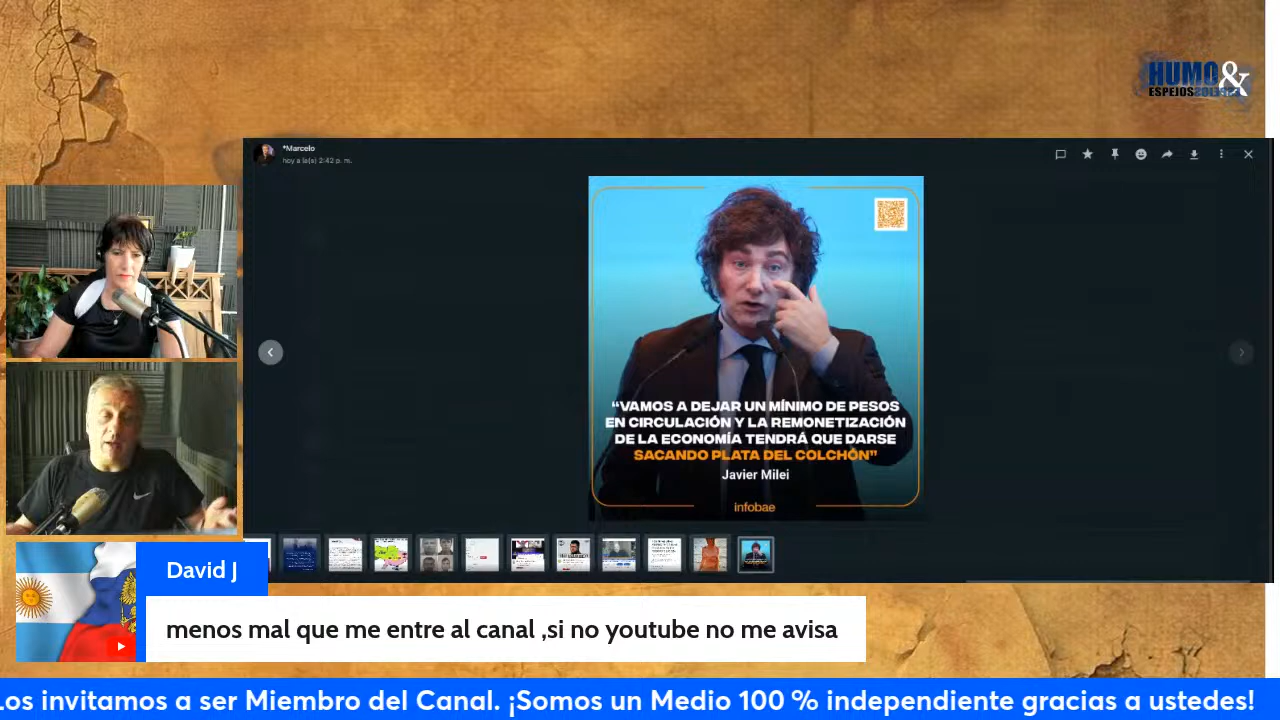 HUMO&
ESPEJOS
*Marcelo
hoy a la(s) 2:42 p. m.
“VAMOS A DEJAR UN MÍNIMO DE PESOS
EN CIRCULACIÓN Y LA REMONETIZACIÓN
DE LA ECONOMÍA TENDRÁ QUE DARSE
SACANDO PLATA DEL COLCHÓN”
Javier Milei
infobae
David J
menos mal que me entre al canal ,si no youtube no me avisa
Los invitamos a ser Miembro del Canal. ¡Somos un Medio 100 % independiente gracias a ustedes!